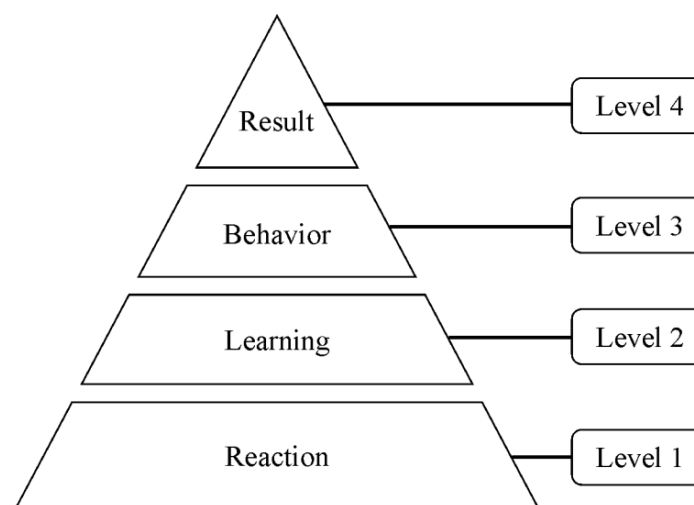 Result
Level 4
Behavior
Level 3
Learning
Level 2
Reaction
Level 1